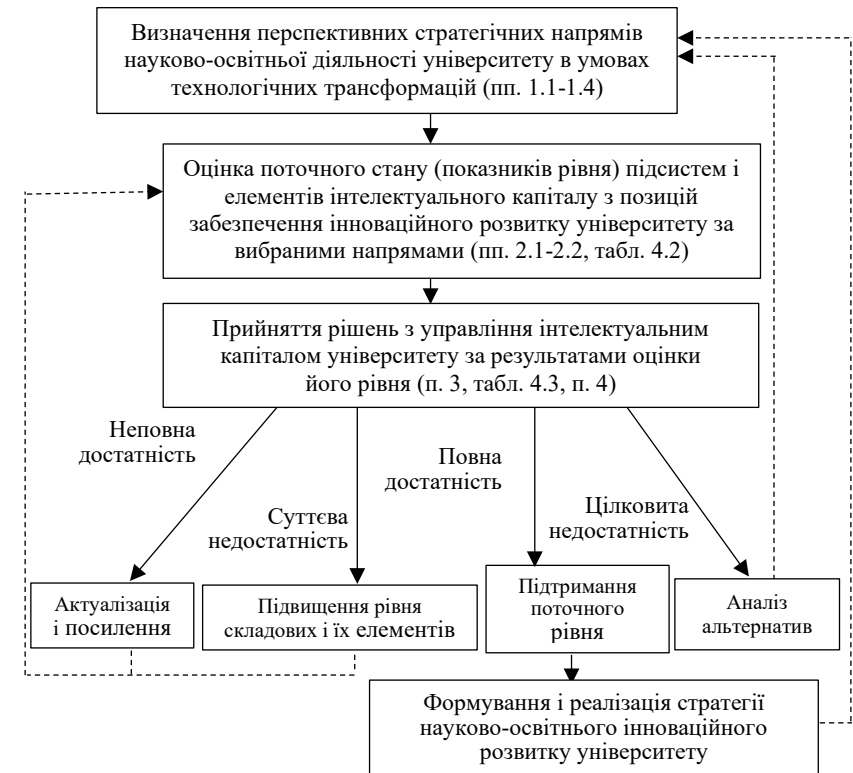 Визначення перспективних стратегічних напрямів
науково-освітньої діяльності університету в умовах
технологічних трансформацій (пп. 1.1-1.4)
Оцінка поточного стану (показників рівня) підсистем і
елементів інтелектуального капіталу з позицій
забезпечення інноваційного розвитку університету за
вибраними напрямами (пп. 2.1-2.2, табл. 4.2)
Прийняття рішень з управління інтелектуальним
капіталом університету за результатами оцінки
його рівня (п. 3, табл. 4.3, п. 4)
Неповна
достатність
Суттєва
недостатність
Повна
достатність
Цілковита
недостатність
Актуалізація
і посилення
Підвищення рівня
складових і їх елементів
Підтримання
поточного
рівня
Аналіз
альтернатив
Формування і реалізація стратегії
науково-освітнього інноваційного
розвитку університету